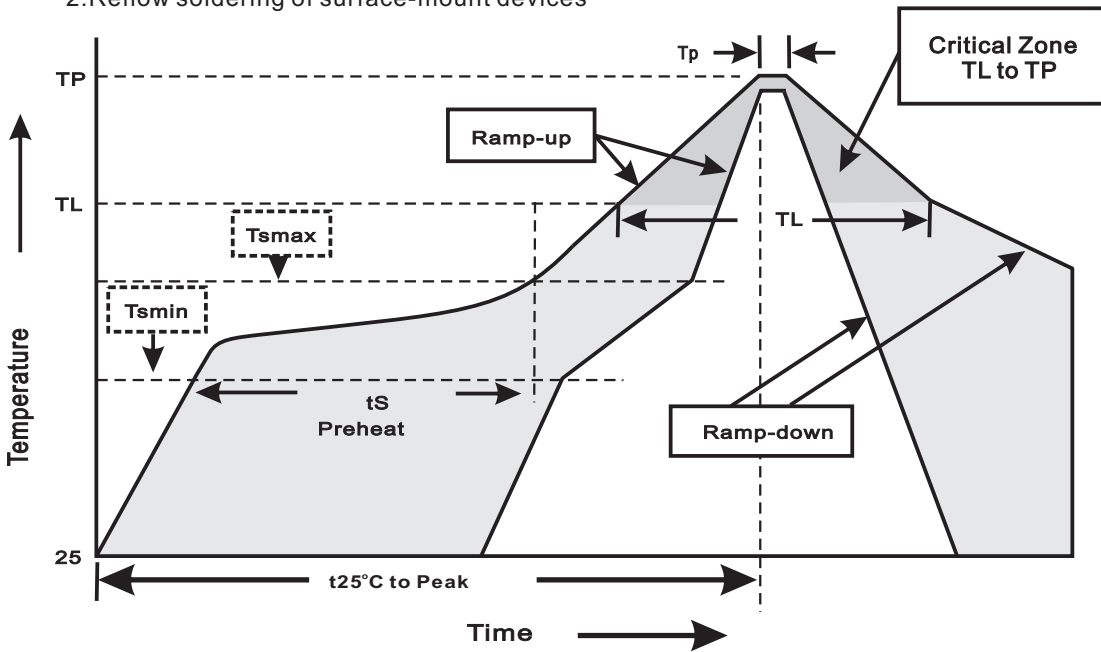 2.Reflow soldering of surface-mount devices
Critical Zone
TL to TP
Tp
TP
Ramp-up
TL
TL
Tsmax
Tsmin
tS
Preheat
Ramp-down
Temperature
25
t25°C to Peak
Time